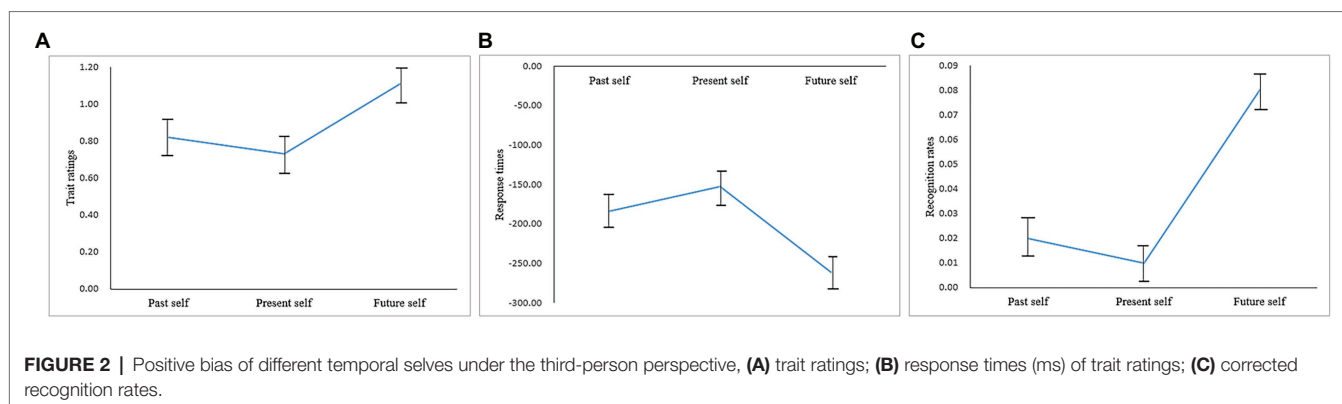 A
B
C
Trait ratings
1.20
1.00
0.80
0.60
0.40
0.20
0.00
Past self
Present self
Future self
Response times
0.00
-50.00
-100.00
-150.00
-200.00
-250.00
-300.00
Past self
Present self
Future self
Recognition rates
0.09
0.08
0.07
0.06
0.05
0.04
0.03
0.02
0.01
0.00
Past self
Present self
Future self
FIGURE 2 | Positive bias of different temporal selves under the third-person perspective, (A) trait ratings; (B) response times (ms) of trait ratings; (C) corrected
recognition rates.